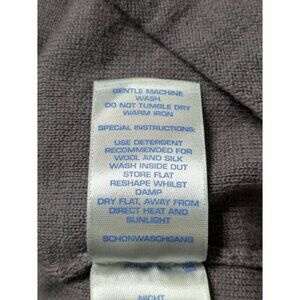 GENTLE MACHINE
WASH
DO NOT TUMBLE DRY
WARM IRON
SPECIAL INSTRUCTIONS:
USE DETERGENT
RECOMMENDED FOR
WOOL AND SILK
WASH INSIDE OUT
STORE FLAT
RESHAPE WHILST
DAMP
DRY FLAT, AWAY FROM
DIRECT HEAT AND
SUNLIGHT
SCHONWASCHGANG
NICHT